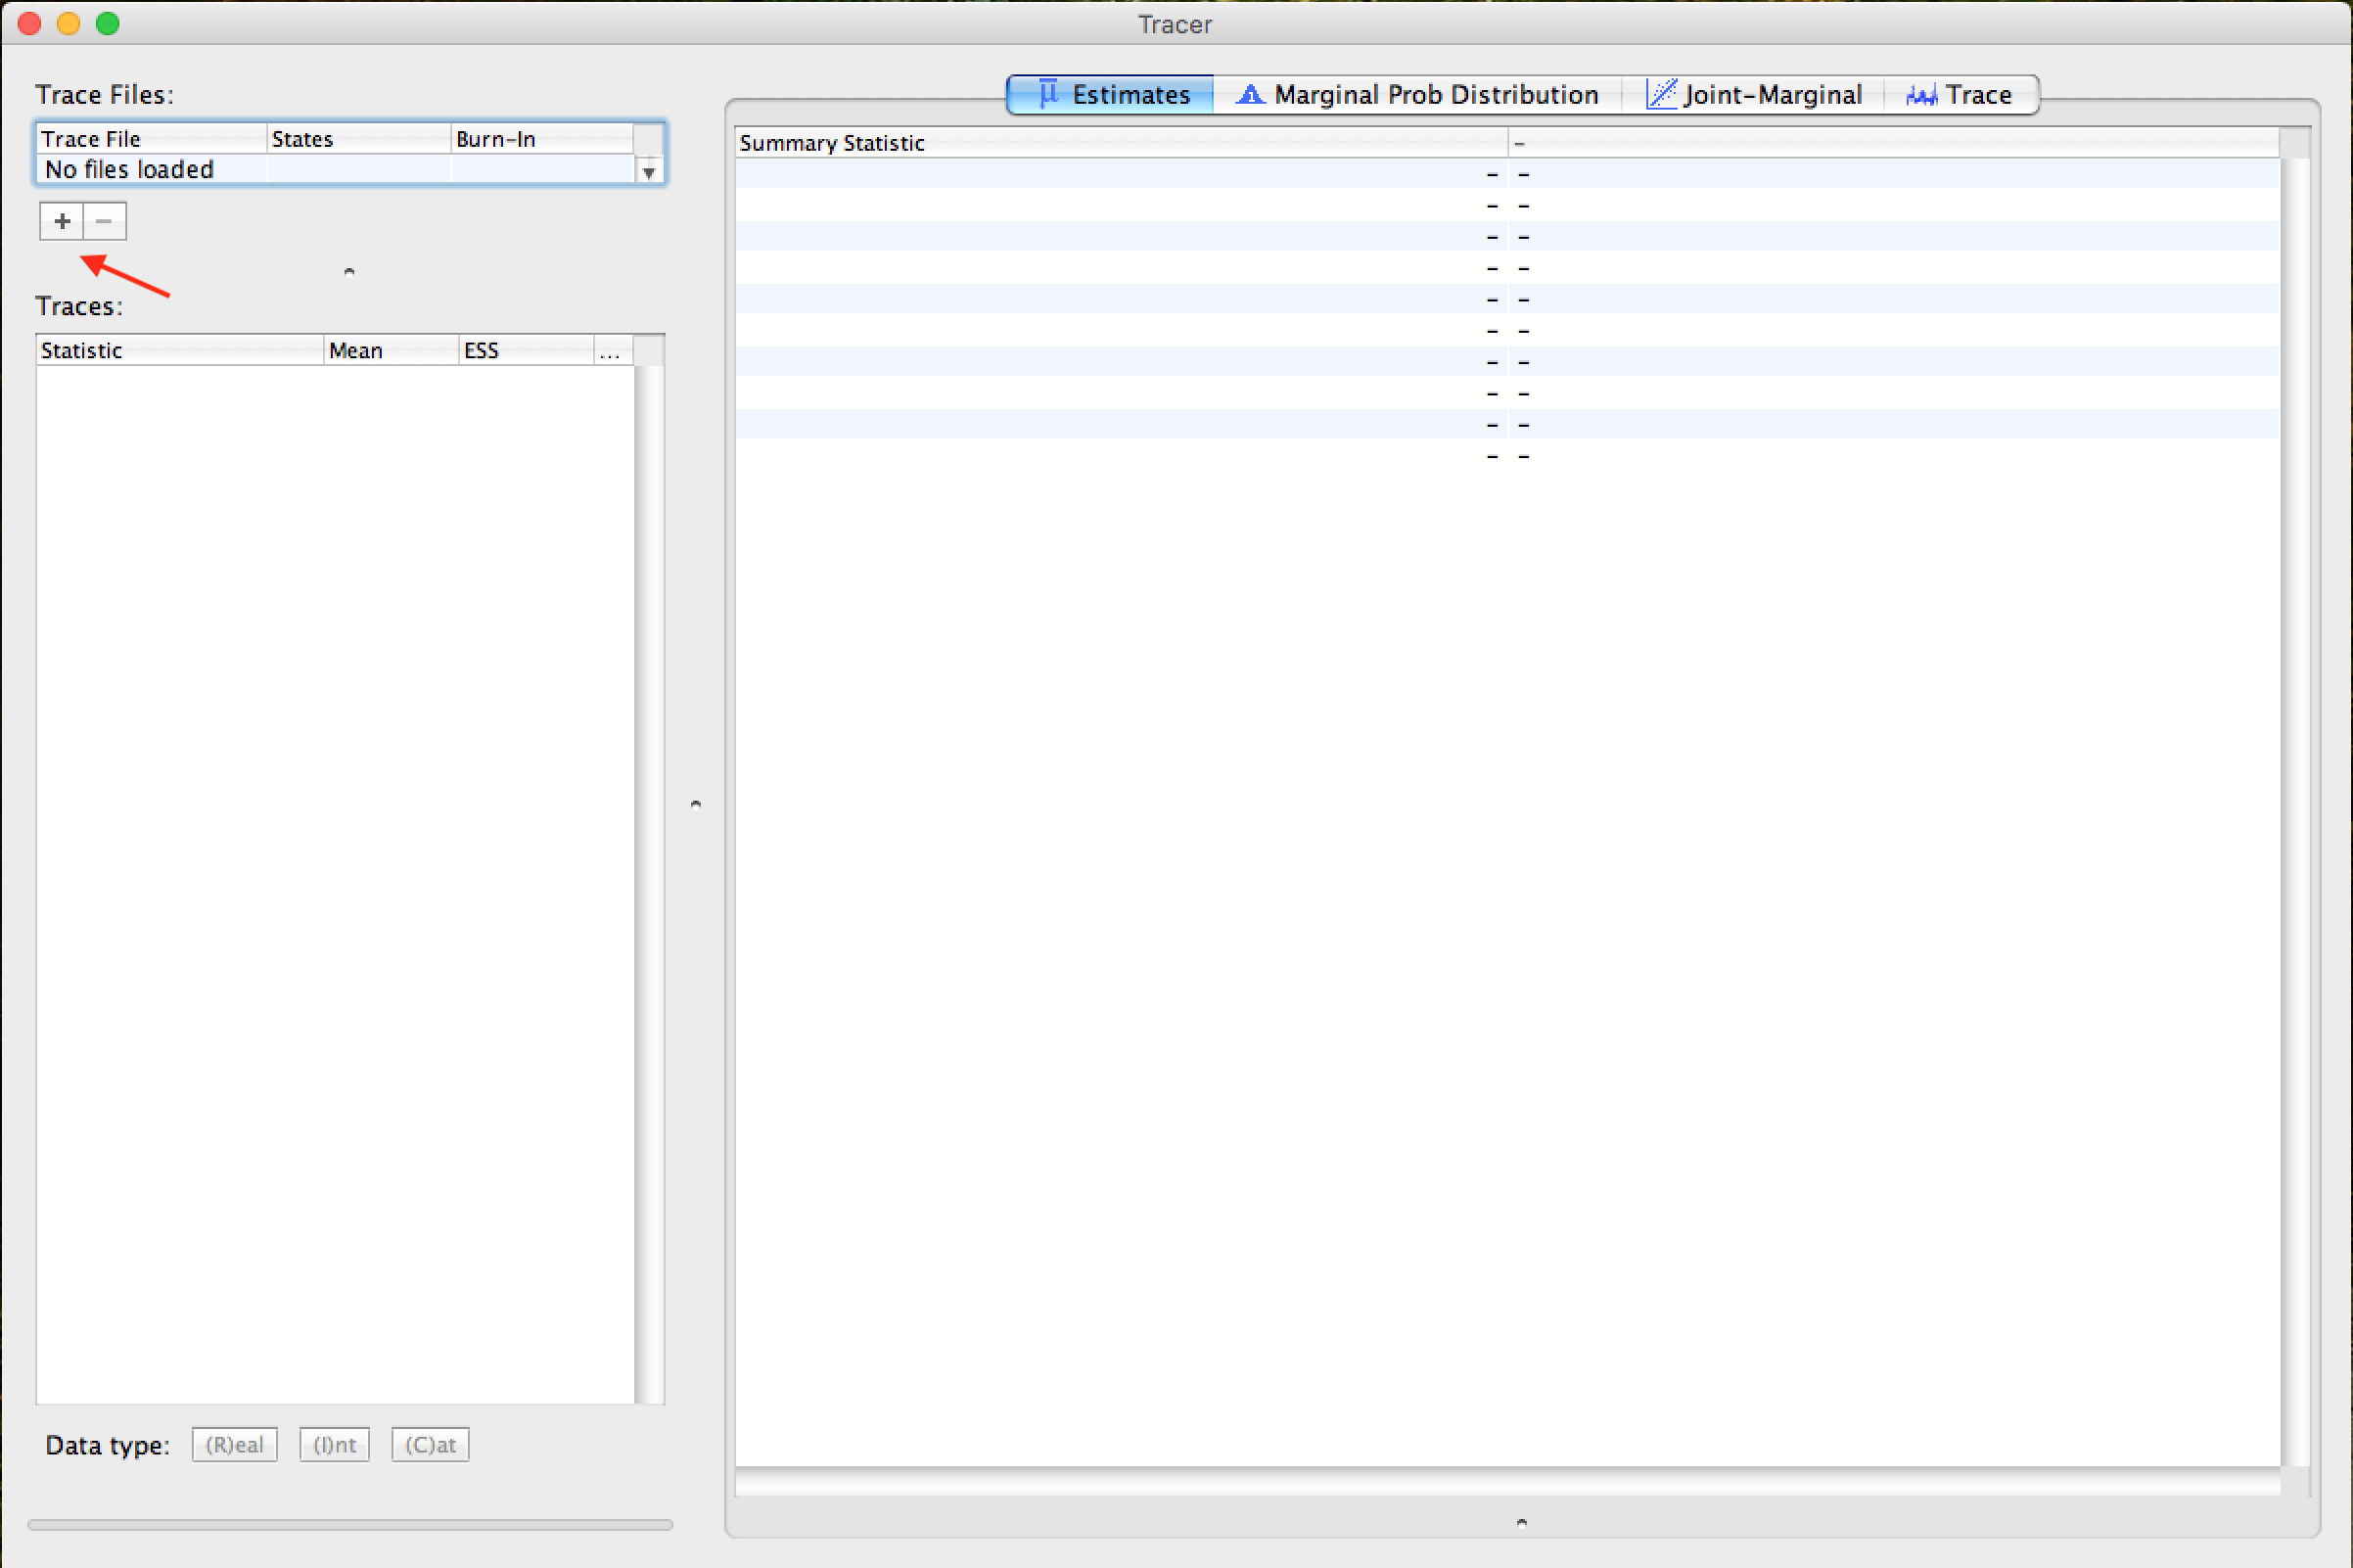 Tracer
Trace Files:
Trace File States Burn-In
No files loaded
+ −
Traces:
Statistic Mean ESS ...
Data type: (R)eal (I)nt (C)at
μ Estimates Marginal Prob Distribution Joint-Marginal Trace
Summary Statistic -
- -
- -
- -
- -
- -
- -
- -
- -
- -
- -